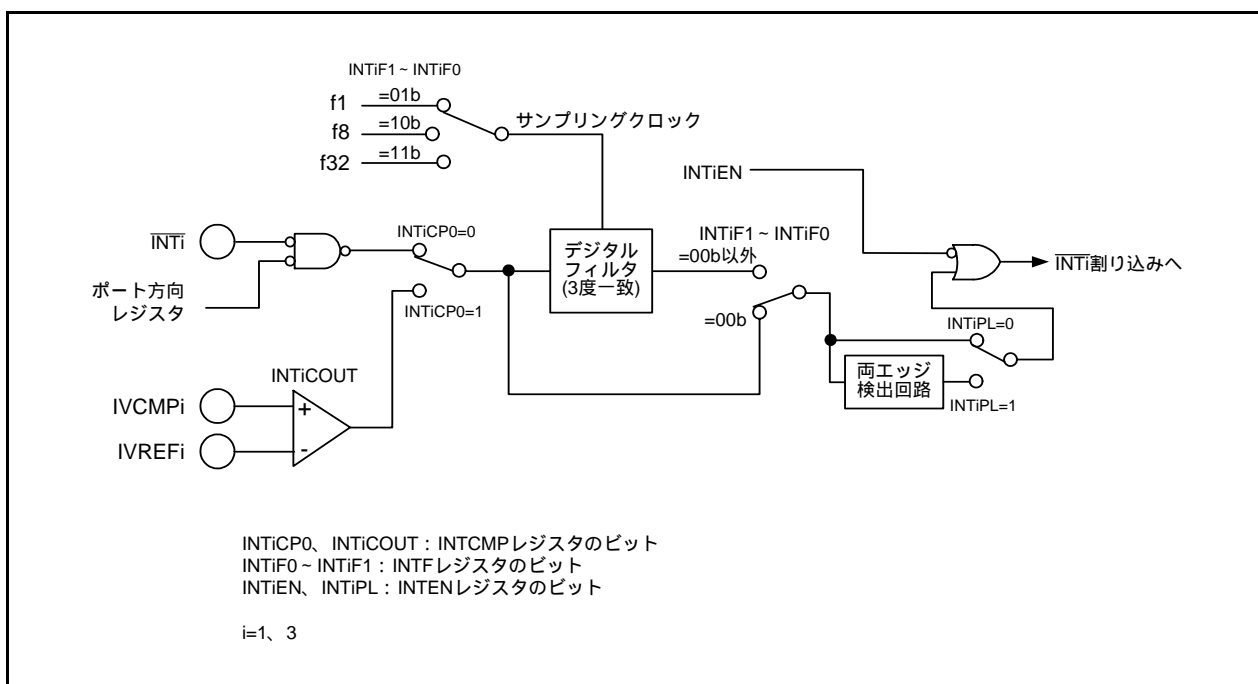 INTiF1 ~ INTiF0
f1
=01b
サンプリングクロック
f8
=10b
f32
=11b
INTiEN
INTi
INTiCP0=0
デジタル
フィルタ
(3度一致)
INTiF1 ~ INTiF0
=00b以外
INTi割り込みへ
ポート方向
レジスタ
INTiCP0=1
=00b
INTiPL=0
INTiCOUT
両エッジ
検出回路
INTiPL=1
IVCMPi
+
IVREFi
-
INTiCP0、INTiCOUT : INTCMPレジスタのビット
INTiF0 ~ INTiF1 : INTFレジスタのビット
INTiEN、INTiPL : INTENレジスタのビット
i=1、3